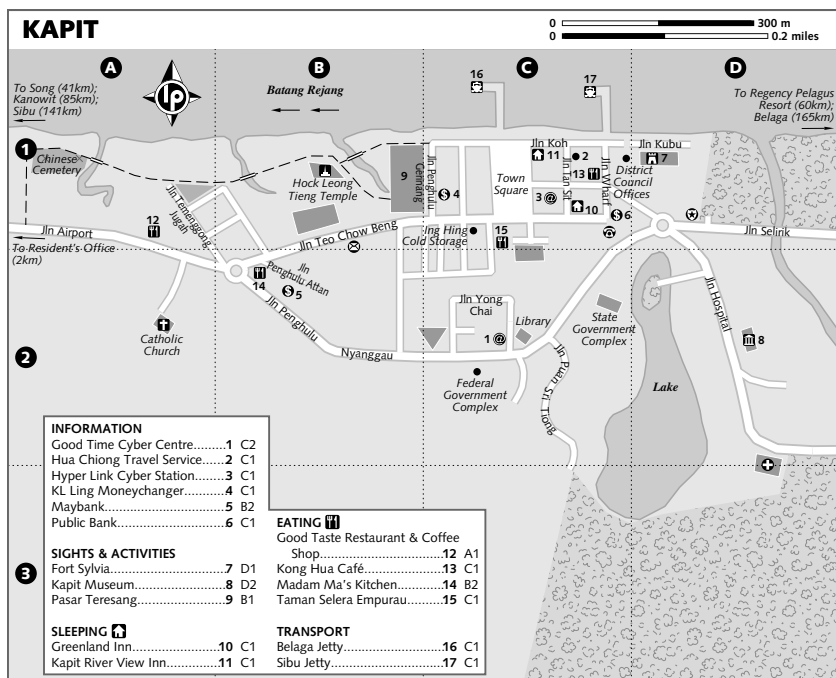 KAPIT
0 300 m
0 0.2 miles
A B C D
lp
To Song (41km);
Kanowit (85km);
Sibu (141km)
Batang Rejang
16
17
To Regency Pelagus
Resort (60km);
Belaga (165km)
1
Chinese
Cemetery
Hock Leong
Tieng Temple
9
Jln Gerinang
Jln Penghulu
$ 4
Town
Square
Jln Koh
11
2
13
Jln Tan Sit
Jln Wharf
3 @
10
$ 6
Jln Kubu
7
District
Council
Offices
Jln Temenggong
Jugah
Jln Airport
12
To Resident's Office
(2km)
Jln Teo Chow Beng
Jng Hing
Cold Storage
15
Jln Selirik
14
Jln
Penghulu Attan
$ 5
Jln Penghulu
Nyanggau
Catholic
Church
2
Jln Yong
Chai
1 @
Library
State
Government
Complex
Jln Hospital
8
Lake
Federal
Government
Complex
Jln Puan Sri Tiong
3
INFORMATION
Good Time Cyber Centre.........1 C2
Hua Chiong Travel Service...2 C1
Hyper Link Cyber Station.....3 C1
KL Ling Moneychanger........4 C1
Maybank.............................5 B2
Public Bank.........................6 C1
SIGHTS & ACTIVITIES
Fort Sylvia...........................7 D1
Kapit Museum.....................8 D2
Pasar Teresang....................9 B1
SLEEPING
Greenland Inn....................10 C1
Kapit River View Inn..........11 C1
EATING
Good Taste Restaurant & Coffee
Shop................................12 A1
Kong Hua Café..................13 C1
Madam Ma's Kitchen.........14 B2
Taman Selera Empurau......15 C1
TRANSPORT
Belaga Jetty......................16 C1
Sibu Jetty.........................17 C1